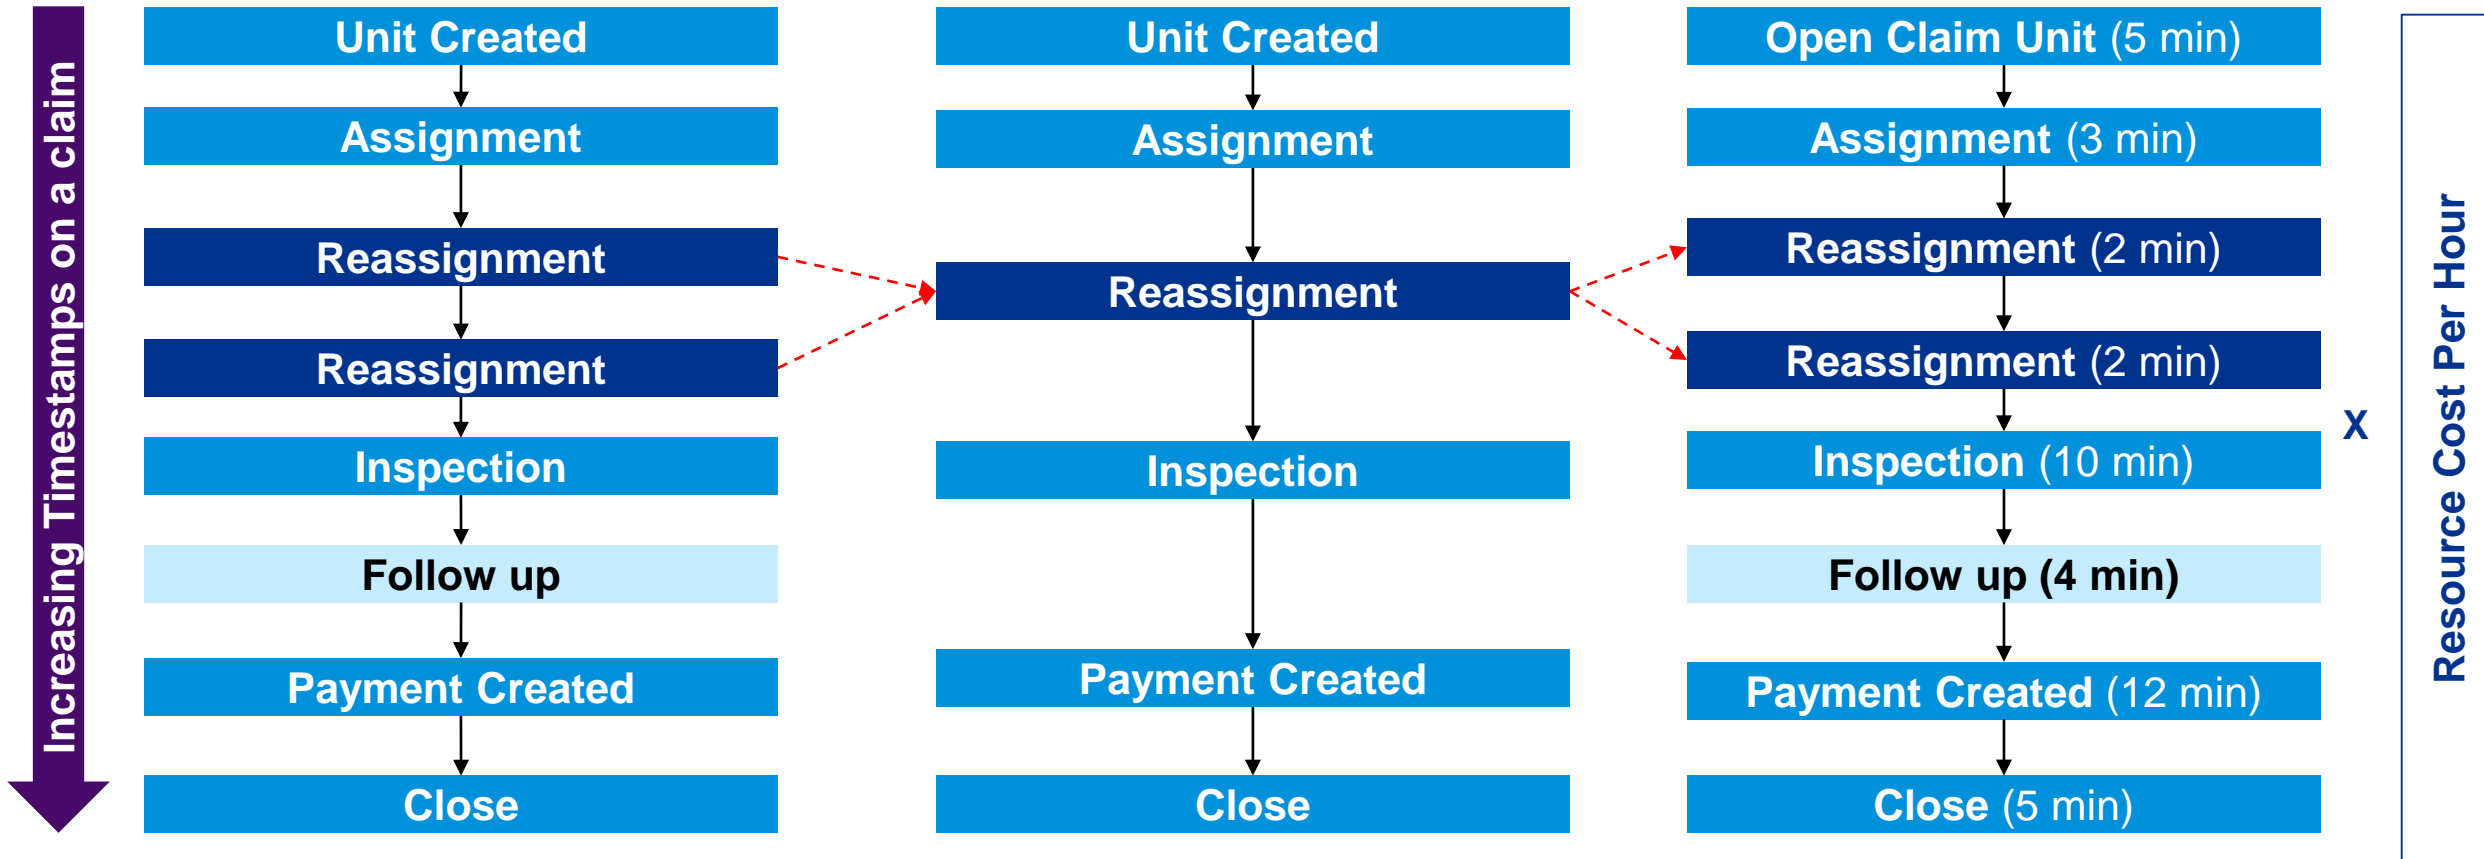 Increasing Timestamps on a claim
Unit Created
Assignment
Reassignment
Reassignment
Inspection
Follow up
Payment Created
Close
Unit Created
Assignment
Reassignment
Inspection
Payment Created
Close
Open Claim Unit (5 min)
Assignment (3 min)
Reassignment (2 min)
Reassignment (2 min)
Inspection (10 min)
Follow up (4 min)
Payment Created (12 min)
Close (5 min)
X
Resource Cost Per Hour